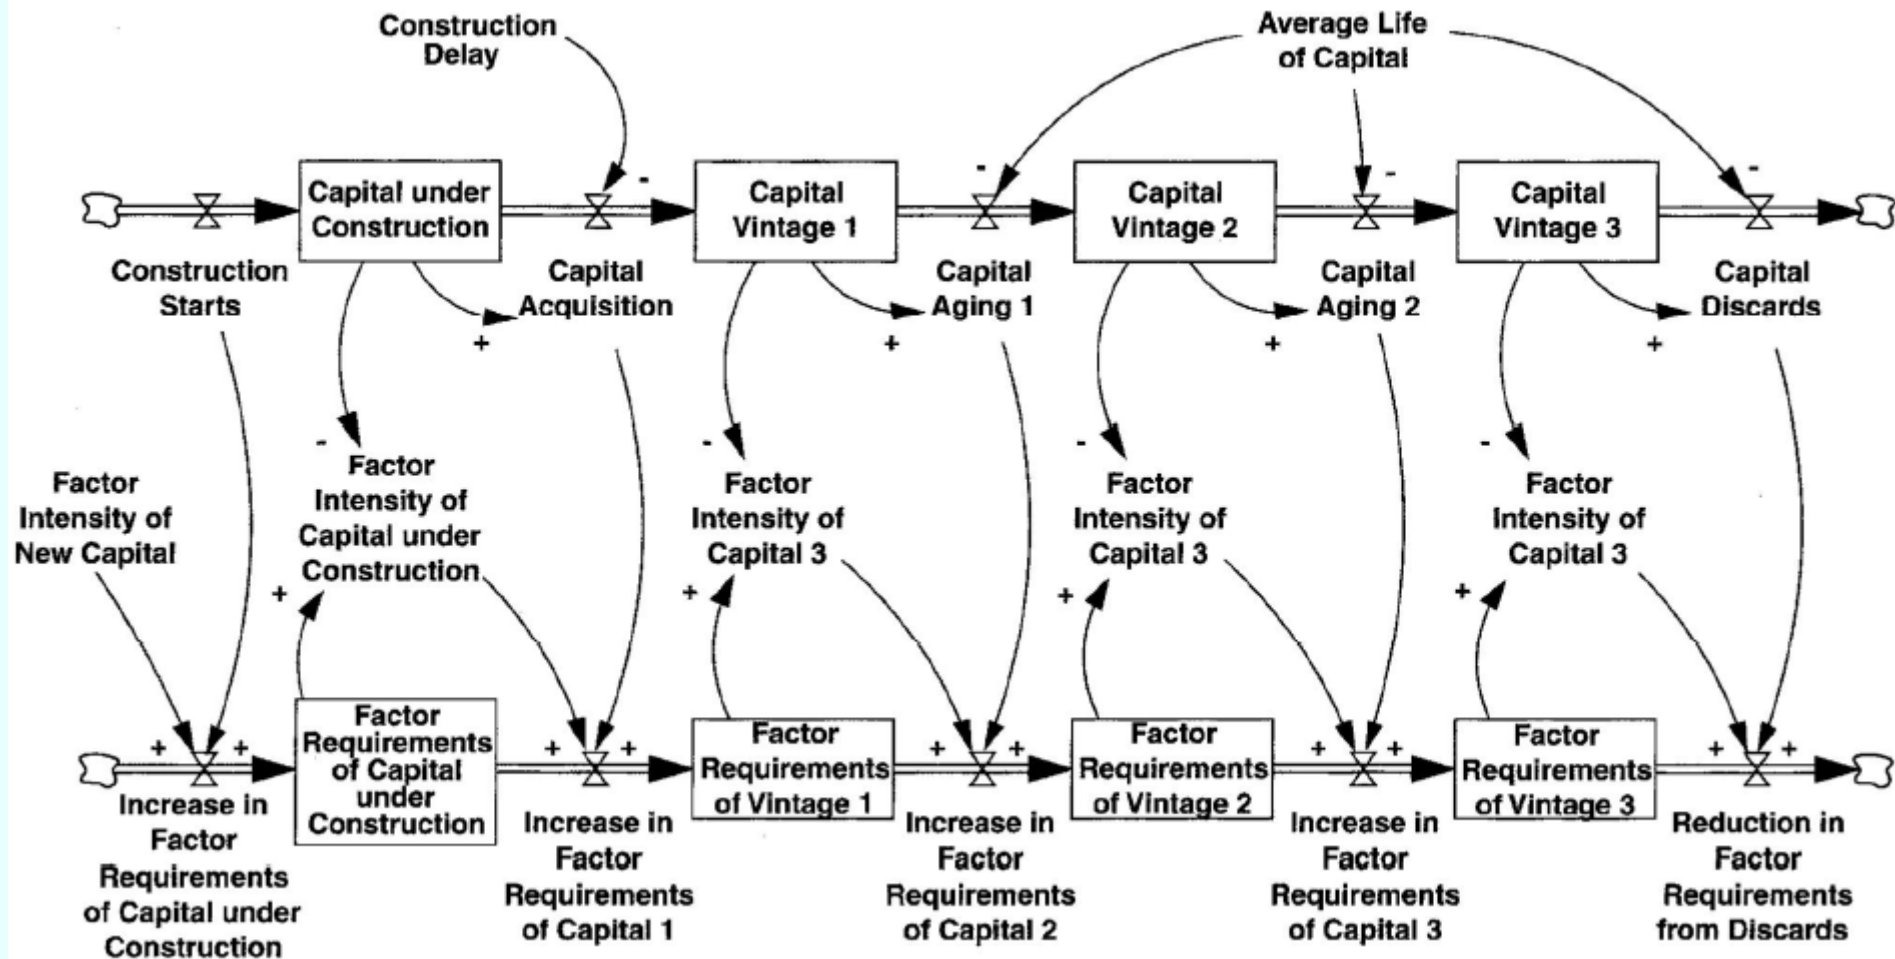 Construction
Delay
Average Life
of Capital
-
-
-
-
Capital under
Construction
Capital
Vintage 1
Capital
Vintage 2
Capital
Vintage 3
Construction
Starts
Capital
Acquisition
+
Capital
Aging 1
+
Capital
Aging 2
+
Capital
Discards
+
-
-
-
-
Factor
Intensity of
New Capital
Factor
Intensity of
Capital under
Construction
Factor
Intensity of
Capital 3
Factor
Intensity of
Capital 3
Factor
Intensity of
Capital 3
+
+
+
+
Factor
Requirements
of Capital
under
Construction
Factor
Requirements
of Vintage 1
Factor
Requirements
of Vintage 2
Factor
Requirements
of Vintage 3
+ +
+ +
+ +
+ +
+ +
Increase in
Factor
Requirements
of Capital under
Construction
Increase in
Factor
Requirements
of Capital 1
Increase in
Factor
Requirements
of Capital 2
Increase in
Factor
Requirements
of Capital 3
Reduction in
Factor
Requirements
from Discards